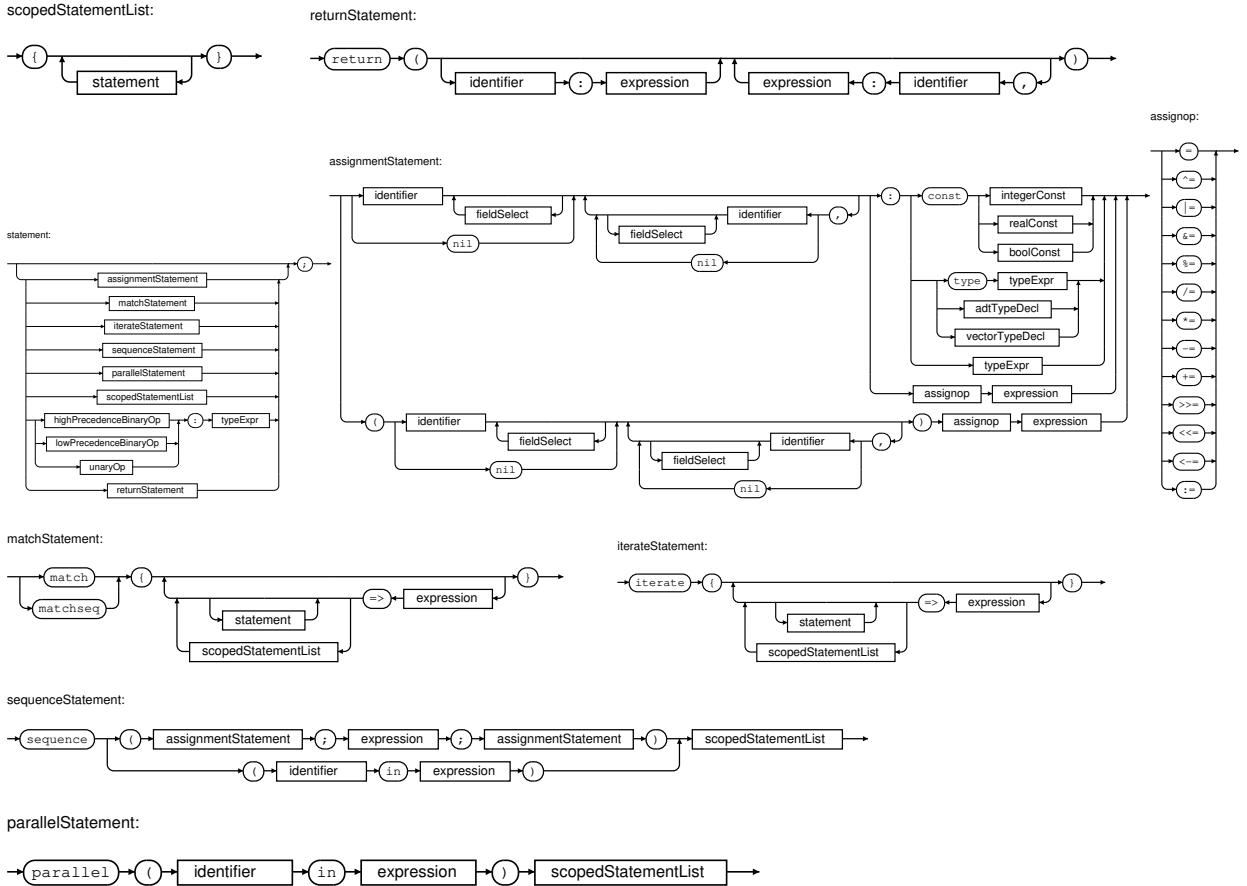 scopedStatementList:
{ statement }
returnStatement:
return ( identifier : expression expression : identifier , )
assignop:
=
^=
|=
&=
%=
/=
*=
-=
+=
>>=
<<=
<-=
:=
assignmentStatement:
identifier fieldSelect nil fieldSelect identifier , nil
: const integerConst
realConst
boolConst
type typeExpr
adtTypeDecl
vectorTypeDecl
typeExpr
assignop expression
( identifier fieldSelect nil fieldSelect identifier , nil ) assignop expression
statement:
;
assignmentStatement
matchStatement
iterateStatement
sequenceStatement
parallelStatement
scopedStatementList
highPrecedenceBinaryOp : typeExpr
lowPrecedenceBinaryOp
unaryOp
returnStatement
matchStatement:
match { }
matchseq => expression
statement
scopedStatementList
iterateStatement:
iterate { }
=> expression
statement
scopedStatementList
sequenceStatement:
sequence ( assignmentStatement ; expression ; assignmentStatement ) scopedStatementList
( identifier in expression )
parallelStatement:
parallel ( identifier in expression ) scopedStatementList